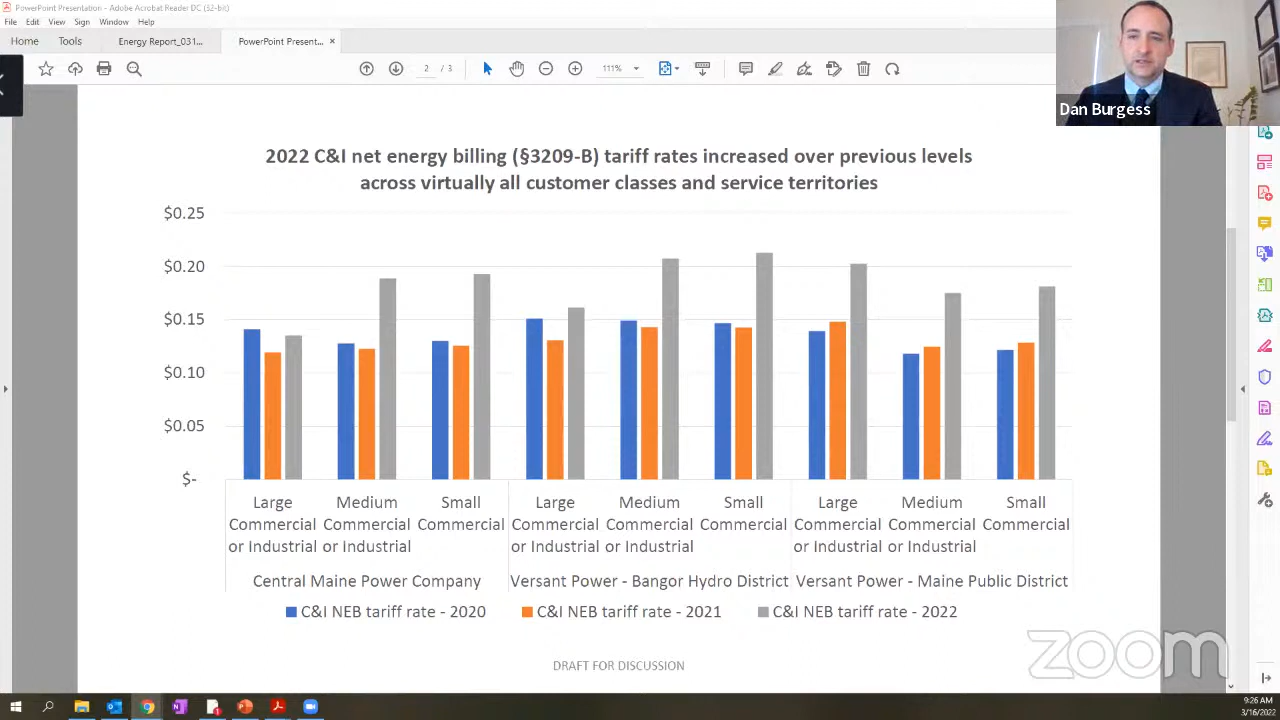 PowerPoint Presentation - Adobe Acrobat Reader DC (32-bit)
File Edit View Sign Window Help
Home Tools Energy Report_031... PowerPoint Present... ×
2 / 3 111%
Dan Burgess
2022 C&I net energy billing (§3209-B) tariff rates increased over previous levels
across virtually all customer classes and service territories
$0.25
$0.20
$0.15
$0.10
$0.05
$-
Large Medium Small Large Medium Small Large Medium Small
Commercial Commercial Commercial Commercial Commercial Commercial Commercial Commercial Commercial
or Industrial or Industrial or Industrial or Industrial or Industrial or Industrial
Central Maine Power Company Versant Power - Bangor Hydro District Versant Power - Maine Public District
C&I NEB tariff rate - 2020 C&I NEB tariff rate - 2021 C&I NEB tariff rate - 2022
DRAFT FOR DISCUSSION
zoom
9:26 AM
3/16/2022